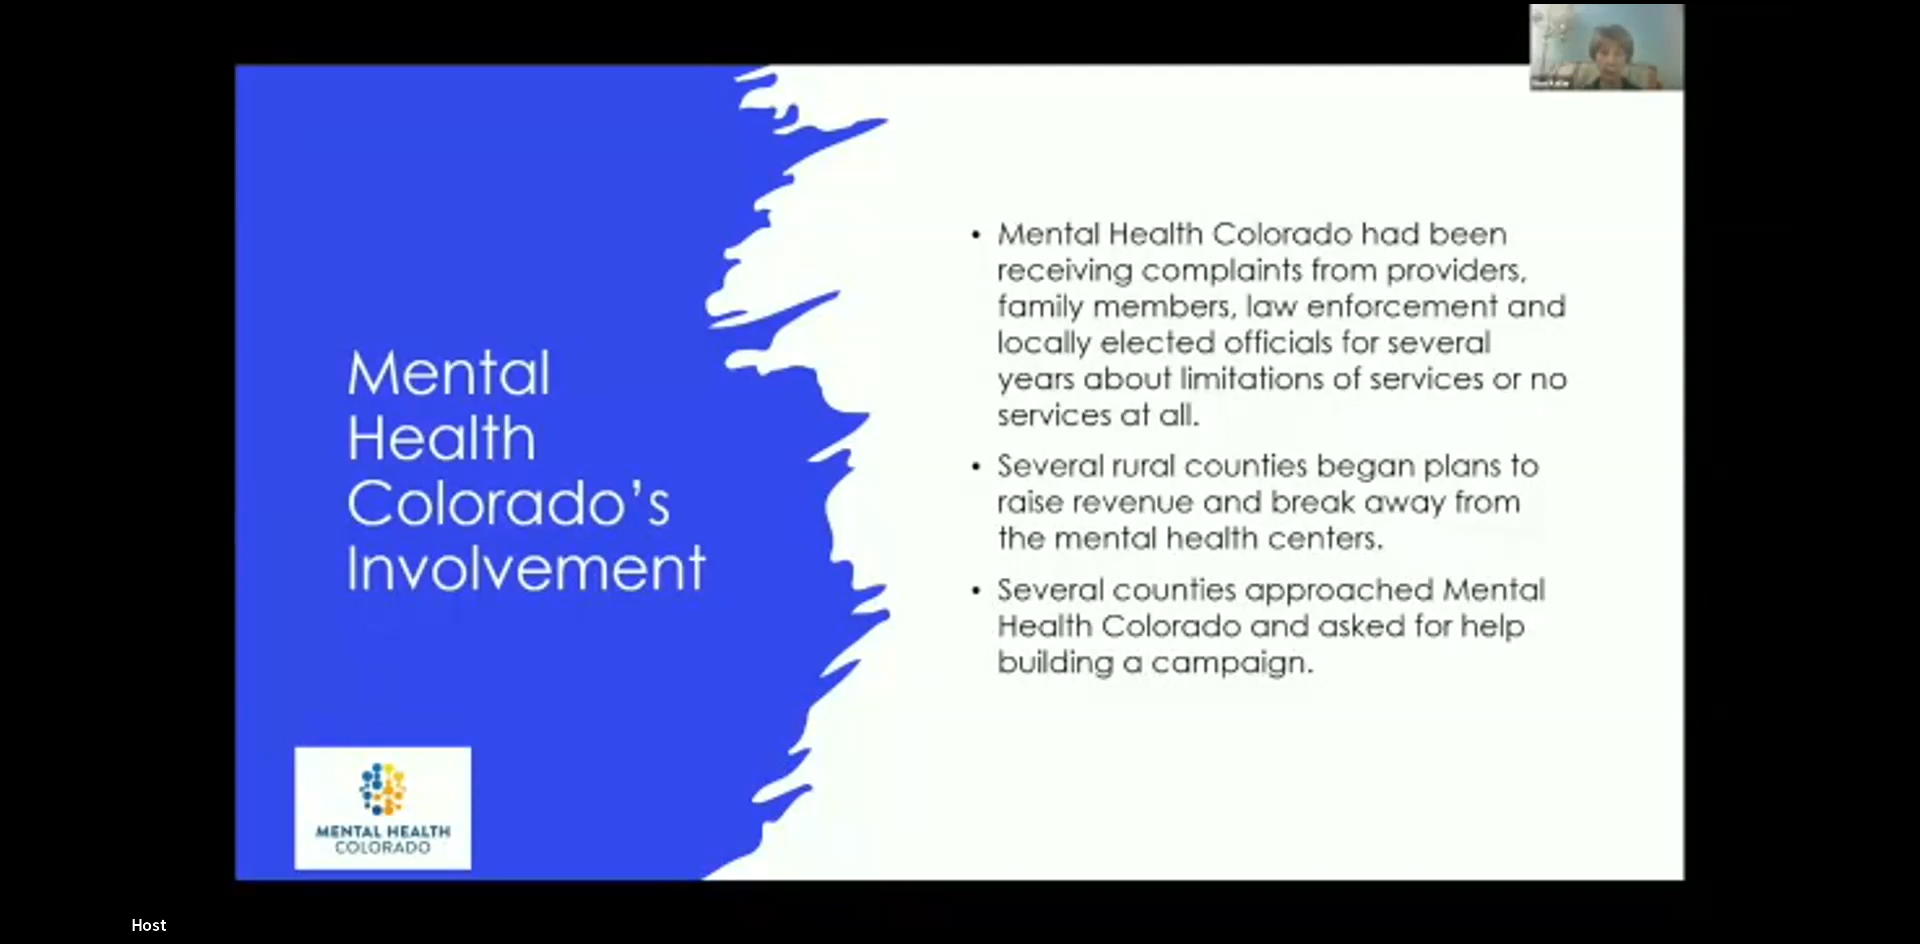 Mental
Health
Colorado's
Involvement
• Mental Health Colorado had been
receiving complaints from providers,
family members, law enforcement and
locally elected officials for several
years about limitations of services or no
services at all.
• Several rural counties began plans to
raise revenue and break away from
the mental health centers.
• Several counties approached Mental
Health Colorado and asked for help
building a campaign.
MENTAL HEALTH
COLORADO
Host